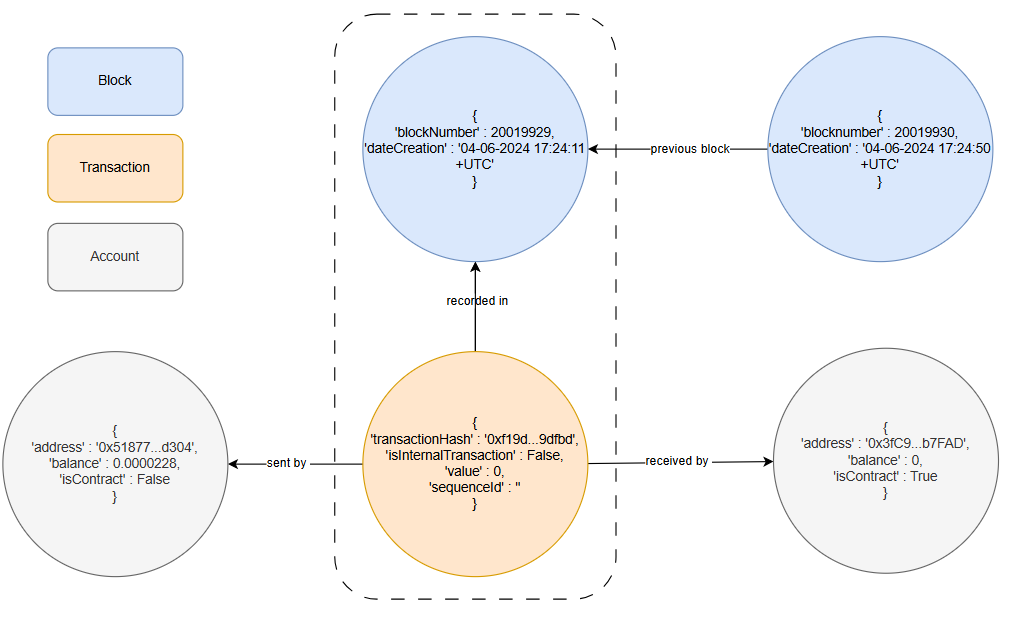 Block
Transaction
Account
{
'blockNumber' : 20019929,
'dateCreation' : '04-06-2024 17:24:11
+UTC'
}
previous block
{
'blocknumber' : 20019930,
'dateCreation' : '04-06-2024 17:24:50
+UTC'
}
recorded in
{
'address' : '0x51877...d304',
'balance' : 0.0000228,
'isContract' : False
}
sent by
{
'transactionHash' : '0xf19d...9dfbd',
'isInternalTransaction' : False,
'value' : 0,
'sequenceId' : ''
}
received by
{
'address' : '0x3fC9...b7FAD',
'balance' : 0,
'isContract' : True
}